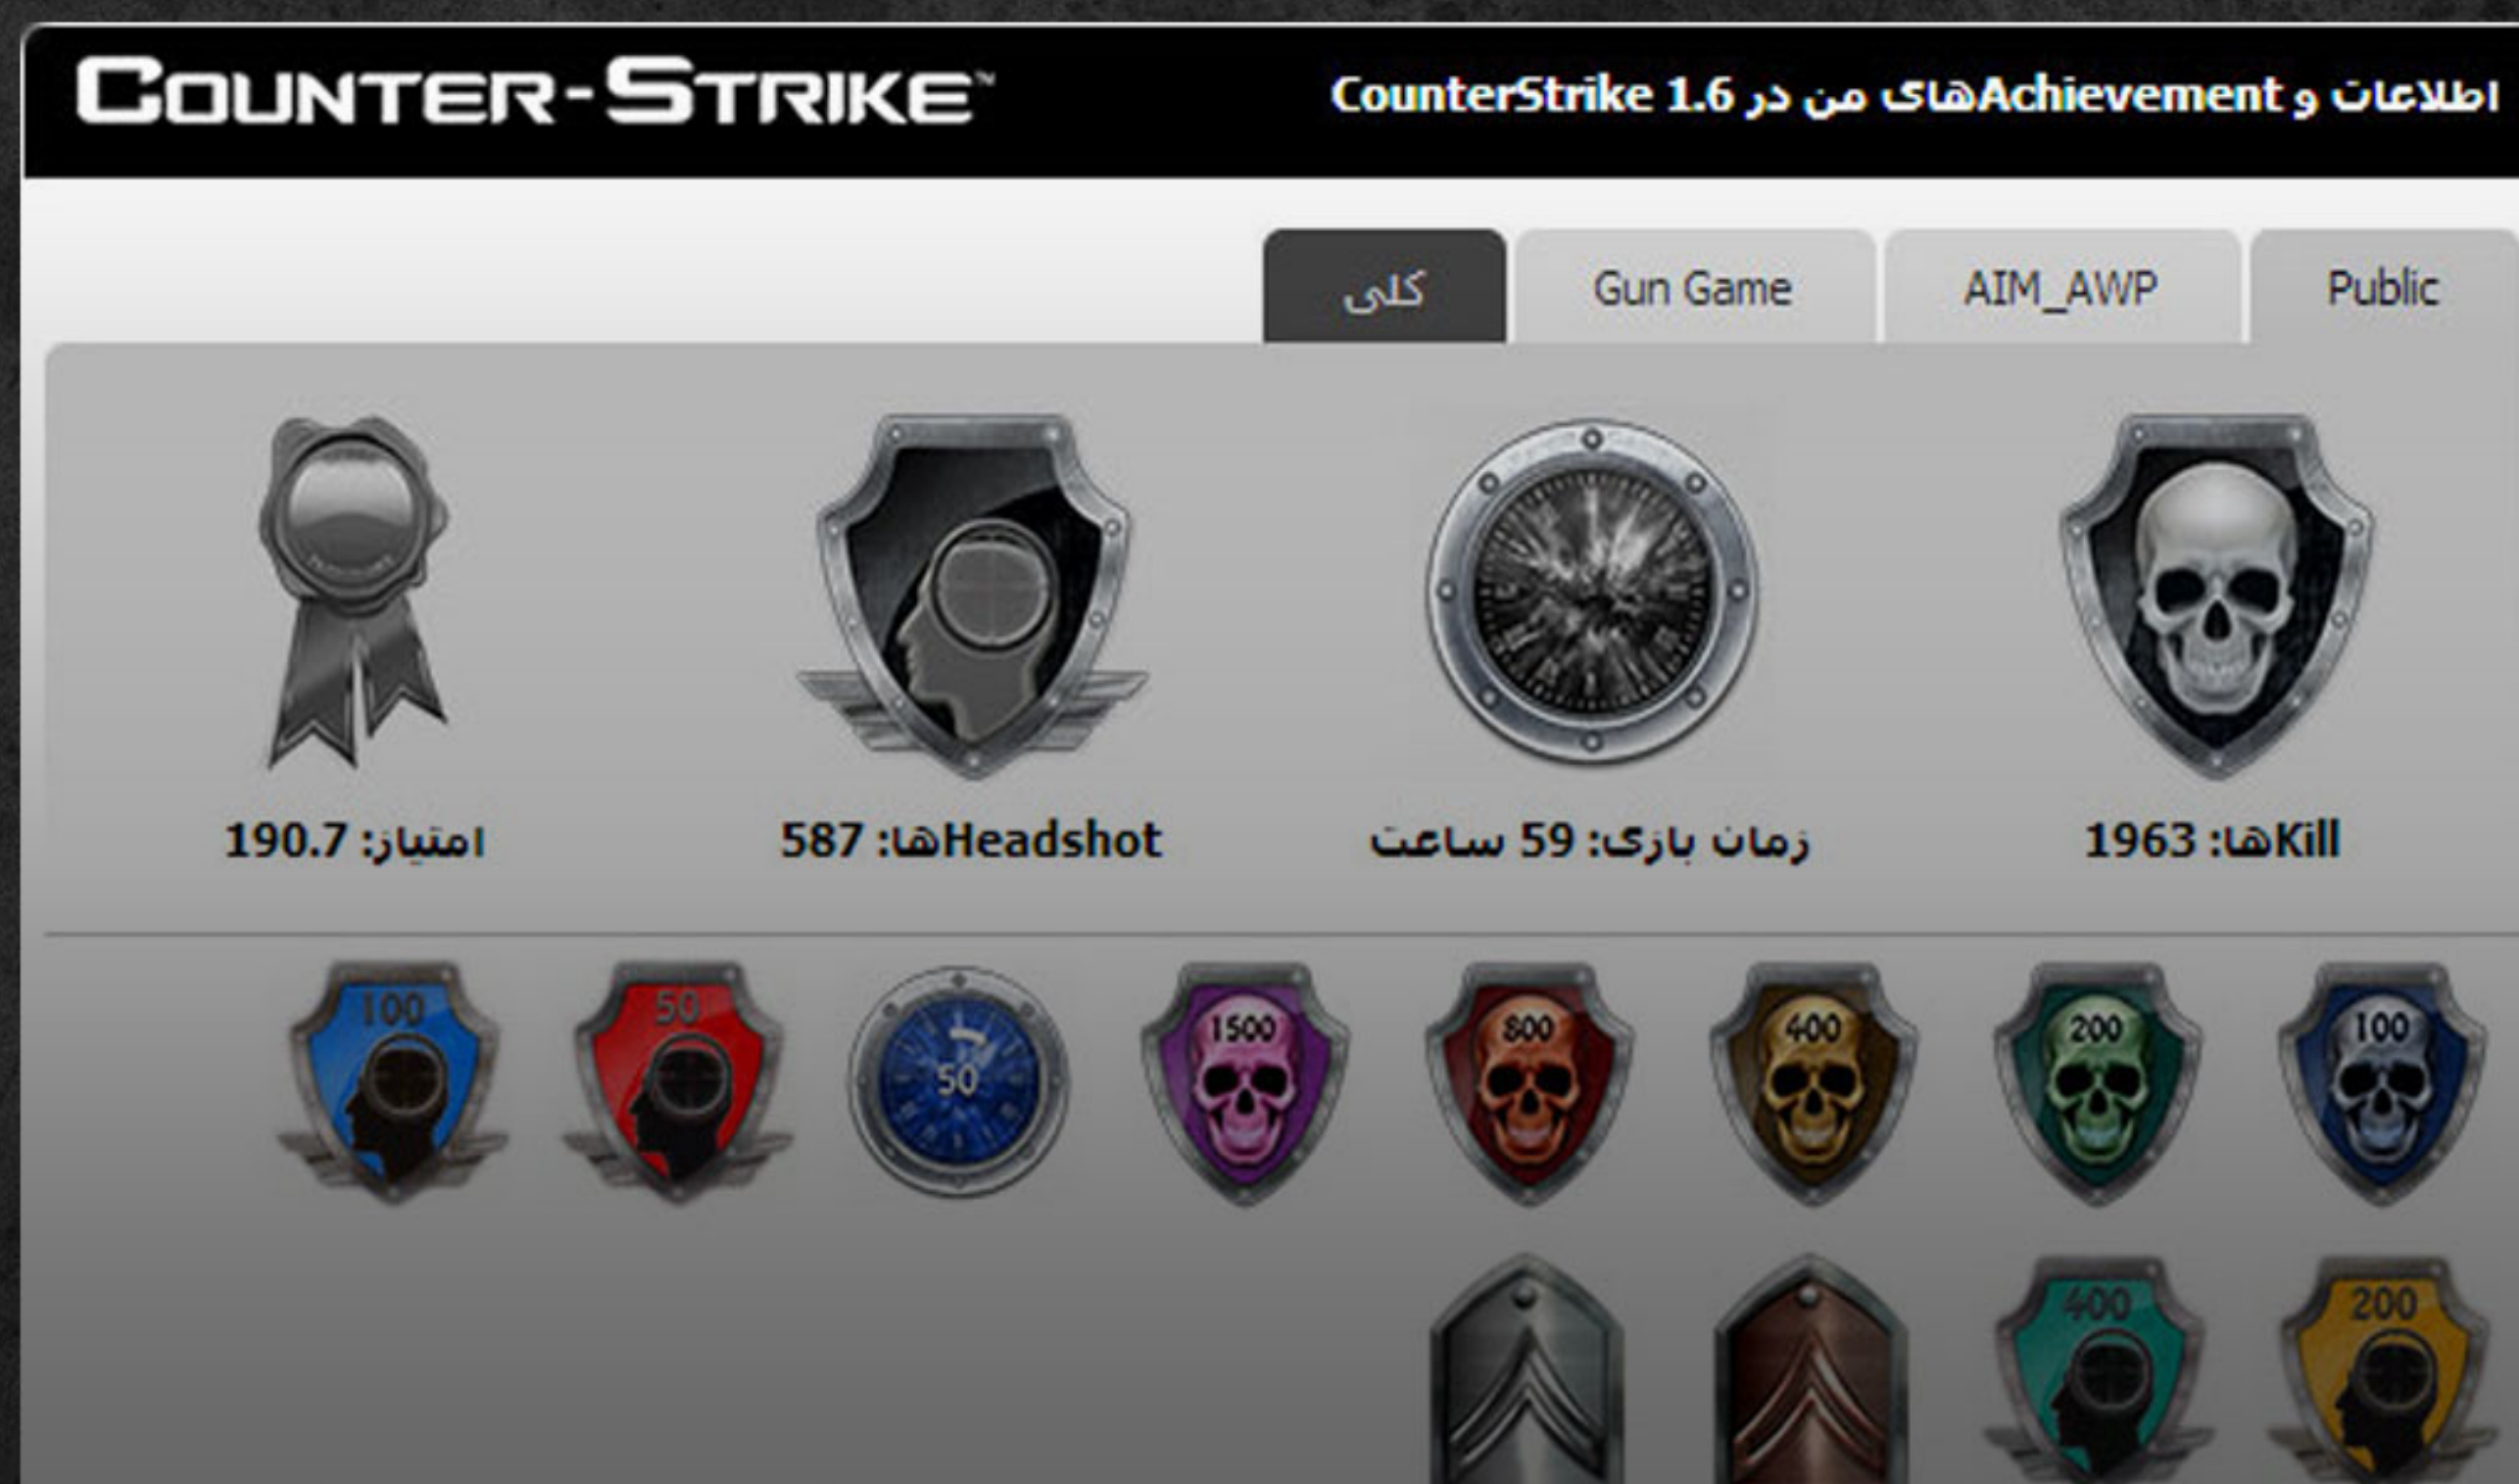 COUNTER-STRIKE™
اطلاعات و Achievementهای من در CounterStrike 1.6
Public
AIM_AWP
Gun Game
کلی
Killها: 1963
زمان بازی: 59 ساعت
Headshotها: 587
امتیاز: 190.7
100
200
400
800
1500
50
50
100
200
400